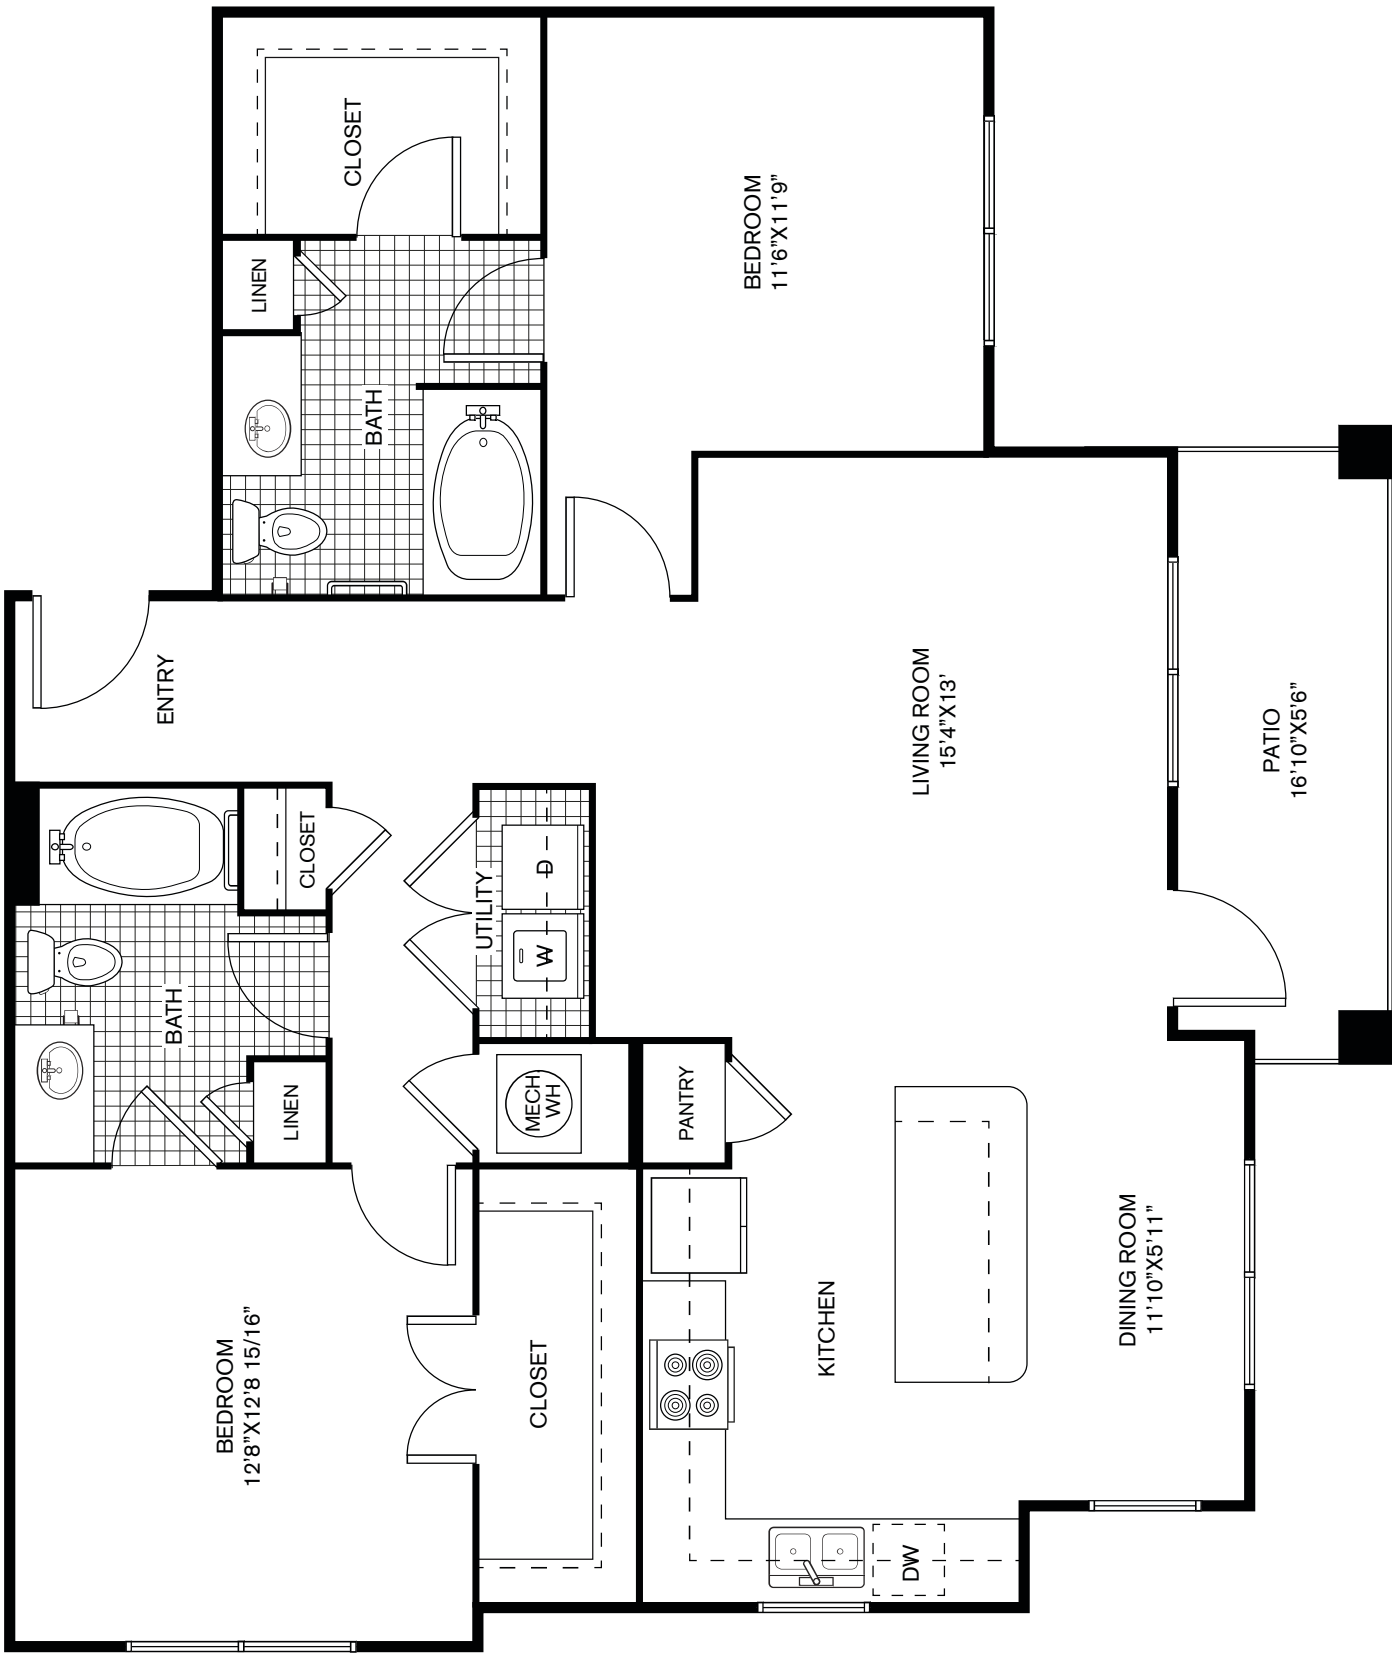 CLOSET
LINEN
BATH
BEDROOM
11'6"X11'9"
ENTRY
LIVING ROOM
15'4"X13'
PATIO
16'10"X5'6"
CLOSET
UTILITY
D
W
BATH
LINEN
MECH
WH
PANTRY
BEDROOM
12'8"X12'8 15/16"
CLOSET
KITCHEN
DINING ROOM
11'10"X5'11"
DW